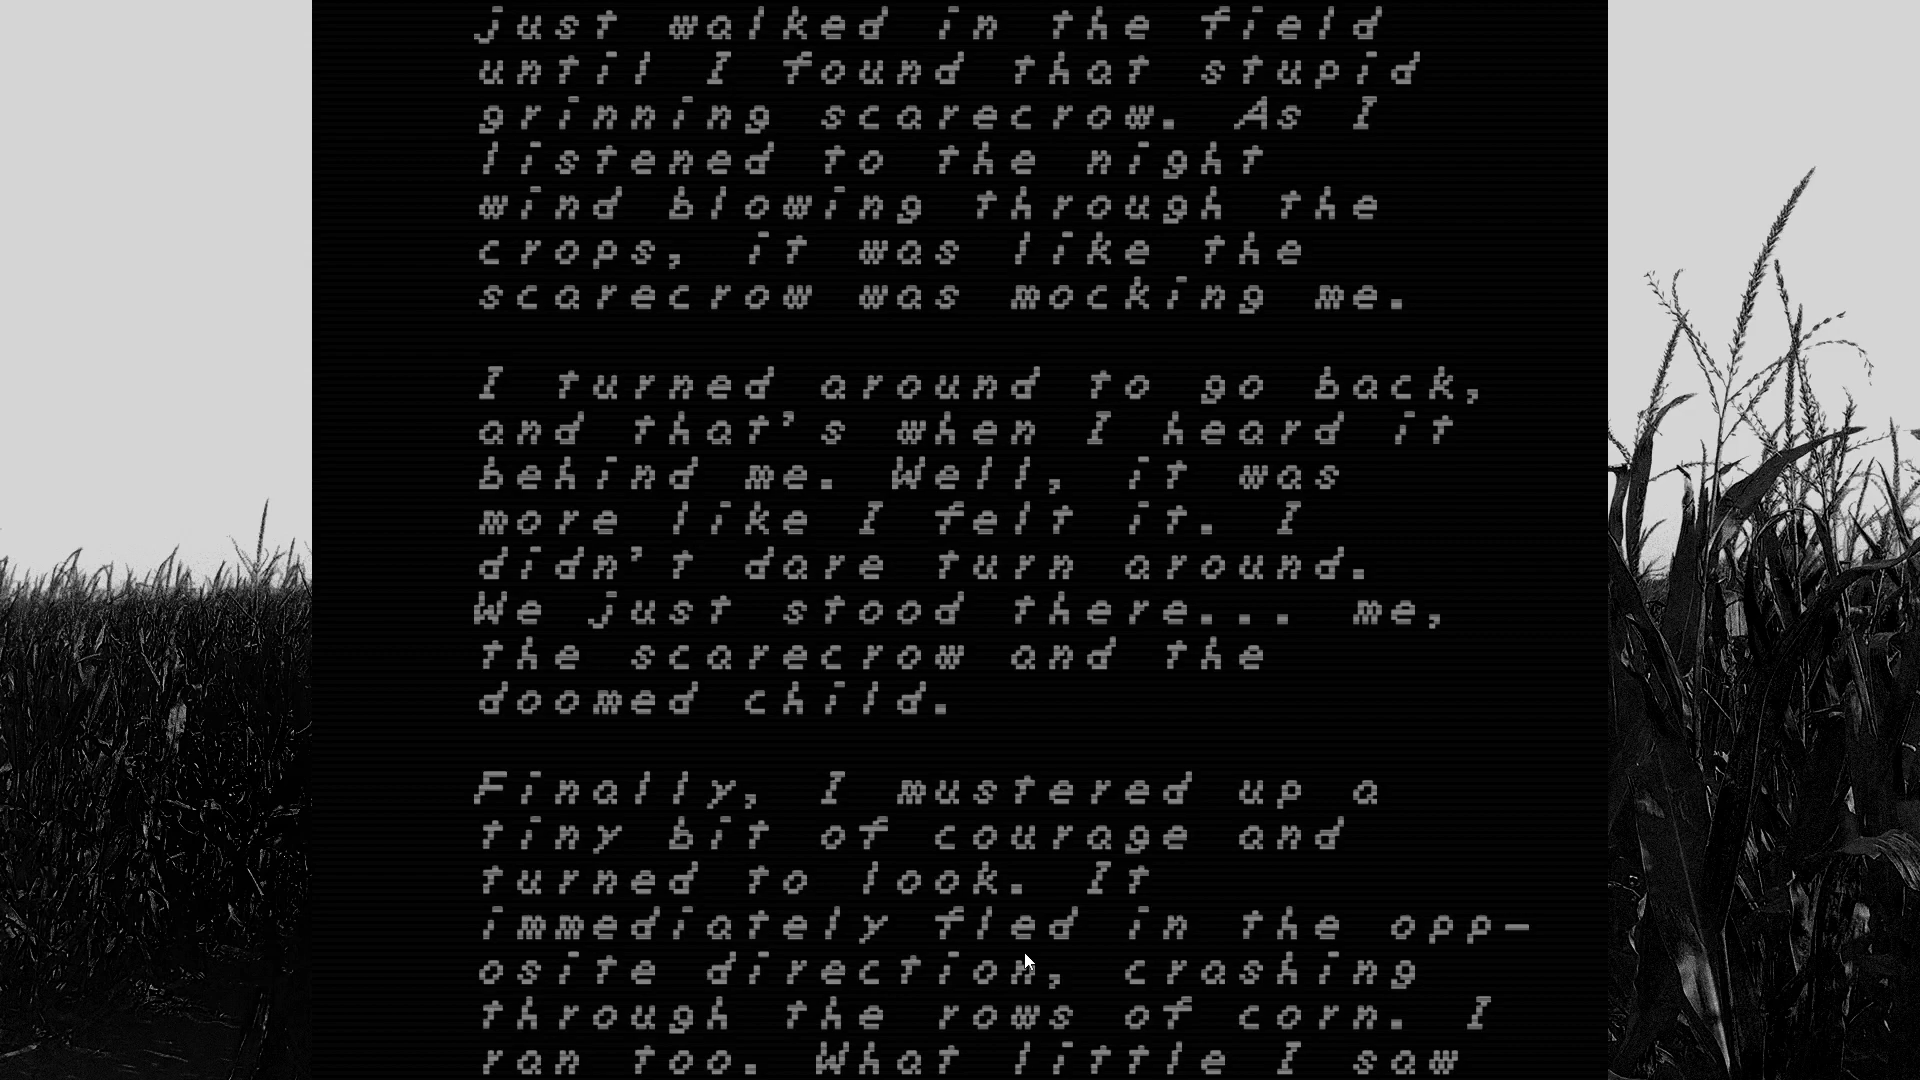 just walked in the field
until I found that stupid
grinning scarecrow. As I
listened to the night
wind blowing through the
crops, it was like the
scarecrow was mocking me.
I turned around to go back,
and that's when I heard it
behind me. Well, it was
more like I felt it. I
didn't dare turn around.
We just stood there... me,
the scarecrow and the
doomed child.
Finally, I mustered up a
tiny bit of courage and
turned to look. It
immediately fled in the opp-
osite direction, crashing
through the rows of corn. I
ran too. What little I saw